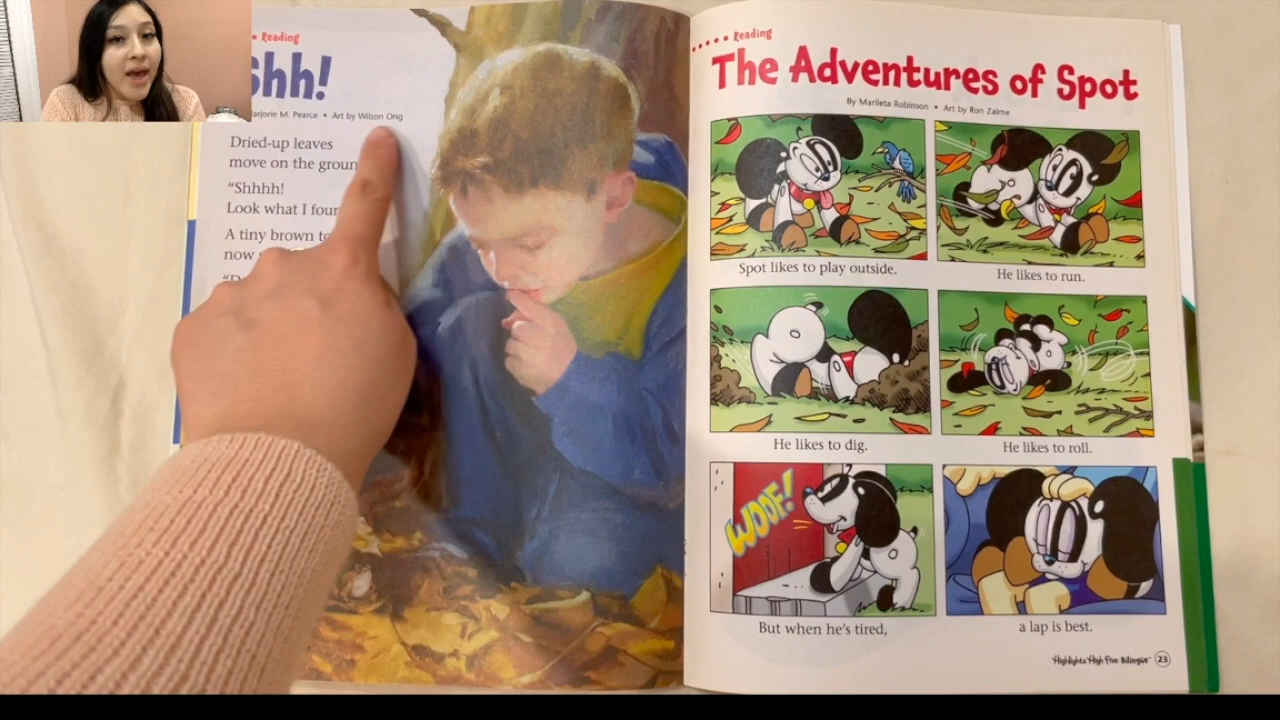 Reading
Shh!
Marjorie M. Pearce • Art by Wilson Ong
Dried-up leaves
move on the
"Shhhh!
Look what I
A tiny brown
now
Reading
The Adventures of Spot
By Marileta Robinson • Art by Ron Zalme
Spot likes to play outside.
He likes to run.
He likes to dig.
He likes to roll.
WOOF!
But when he's tired,
a lap is best.
Highlights High Five Bilingüe™ 23